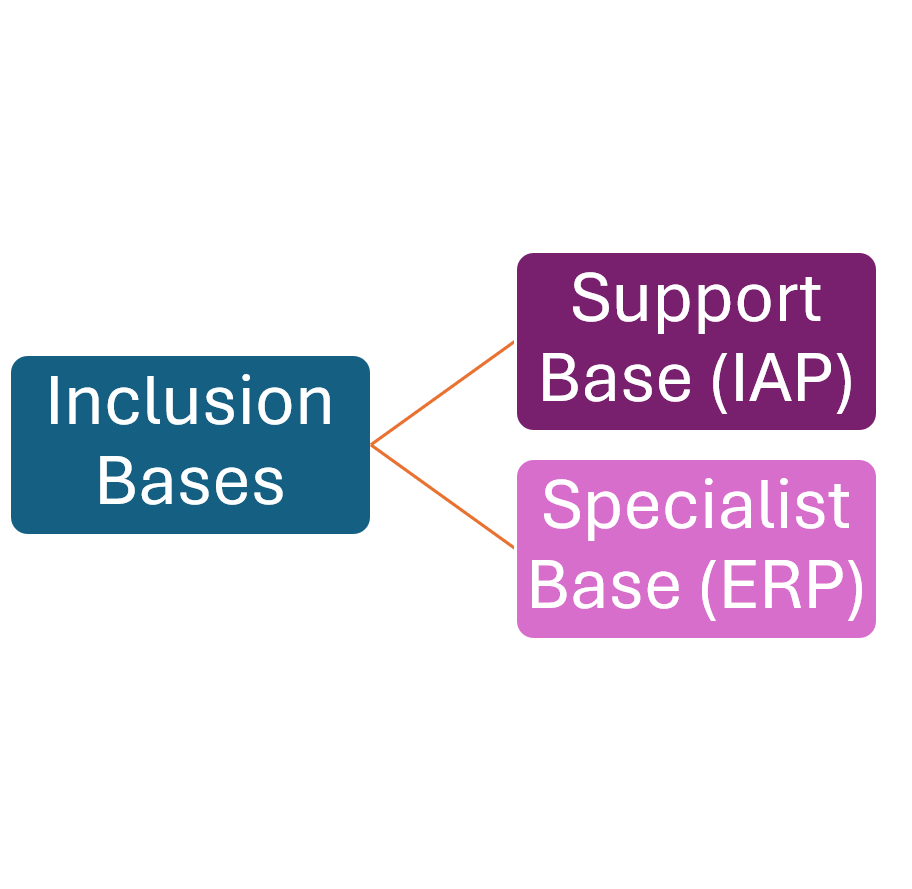 Inclusion
Bases
Support
Base (IAP)
Specialist
Base (ERP)